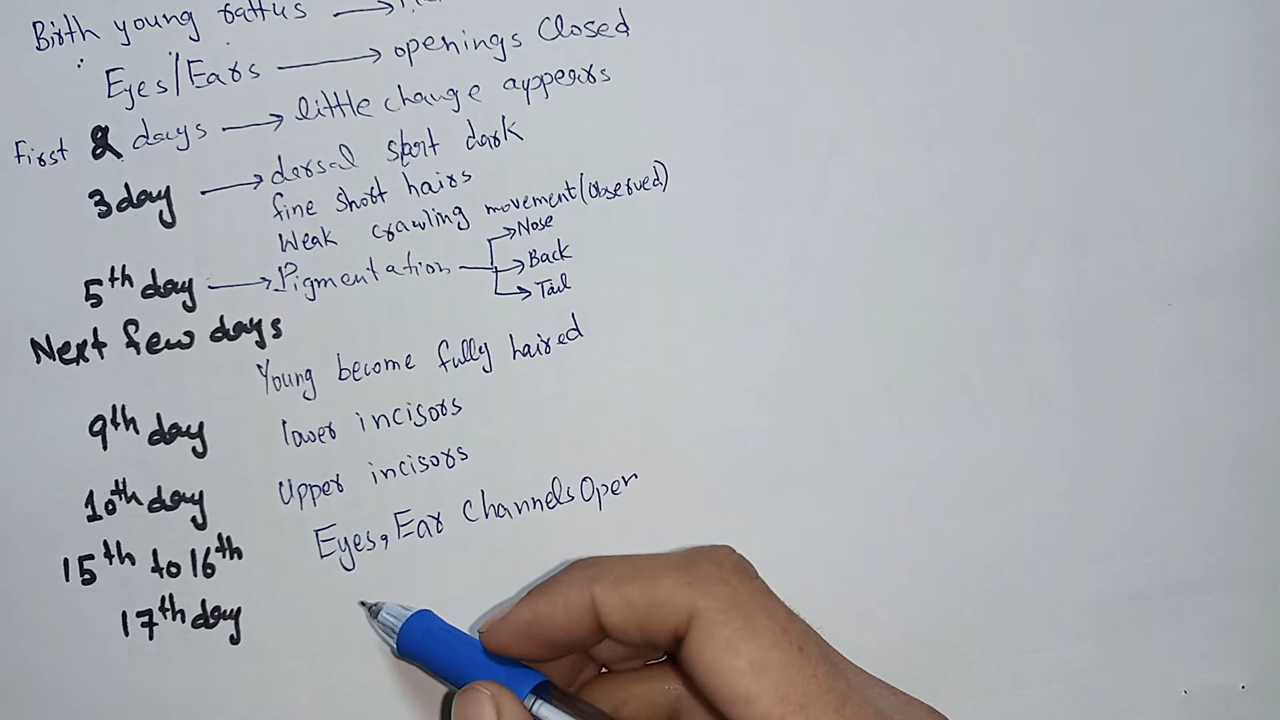 Birth young rattus →
Eyes/Ears → openings Closed
First 2 days → little change appears
3 day → dorsal start dark
fine short hairs
Weak crawling movement (Observed)
5th day → Pigmentation → Nose
→ Back
→ Tail
Next few days
Young become fully haired
9th day lower incisors
10th day Upper incisors
15th to 16th Eyes, Ear Channels Open
17th day